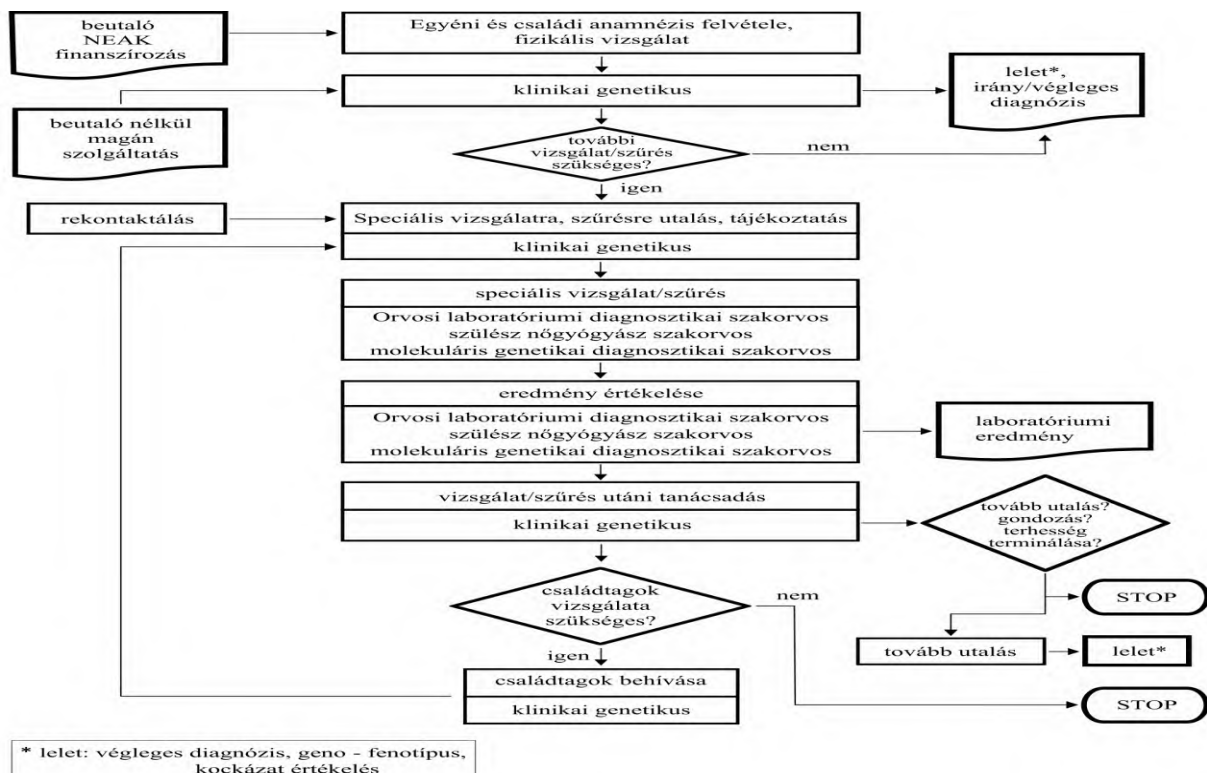 beutaló
NEAK
finanszírozás
Egyéni és családi anamnézis felvétele,
fizikális vizsgálat
klinikai genetikus
lelet*,
irány/végleges
diagnózis
beutaló nélkül
magán
szolgáltatás
további
vizsgálat/szűrés
szükséges?
nem
igen
rekontaktálás
Speciális vizsgálatra, szűrésre utalás, tájékoztatás
klinikai genetikus
speciális vizsgálat/szűrés
Orvosi laboratóriumi diagnosztikai szakorvos
szülész nőgyógyász szakorvos
molekuláris genetikai diagnosztikai szakorvos
eredmény értékelése
Orvosi laboratóriumi diagnosztikai szakorvos
szülész nőgyógyász szakorvos
molekuláris genetikai diagnosztikai szakorvos
laboratóriumi
eredmény
vizsgálat/szűrés utáni tanácsadás
klinikai genetikus
tovább utalás?
gondozás?
terhesség
terminálása?
családtagok
vizsgálata
szükséges?
nem
igen
STOP
tovább utalás
lelet*
családtagok behívása
klinikai genetikus
STOP
* lelet: végleges diagnózis, geno - fenotípus,
kockázat értékelés